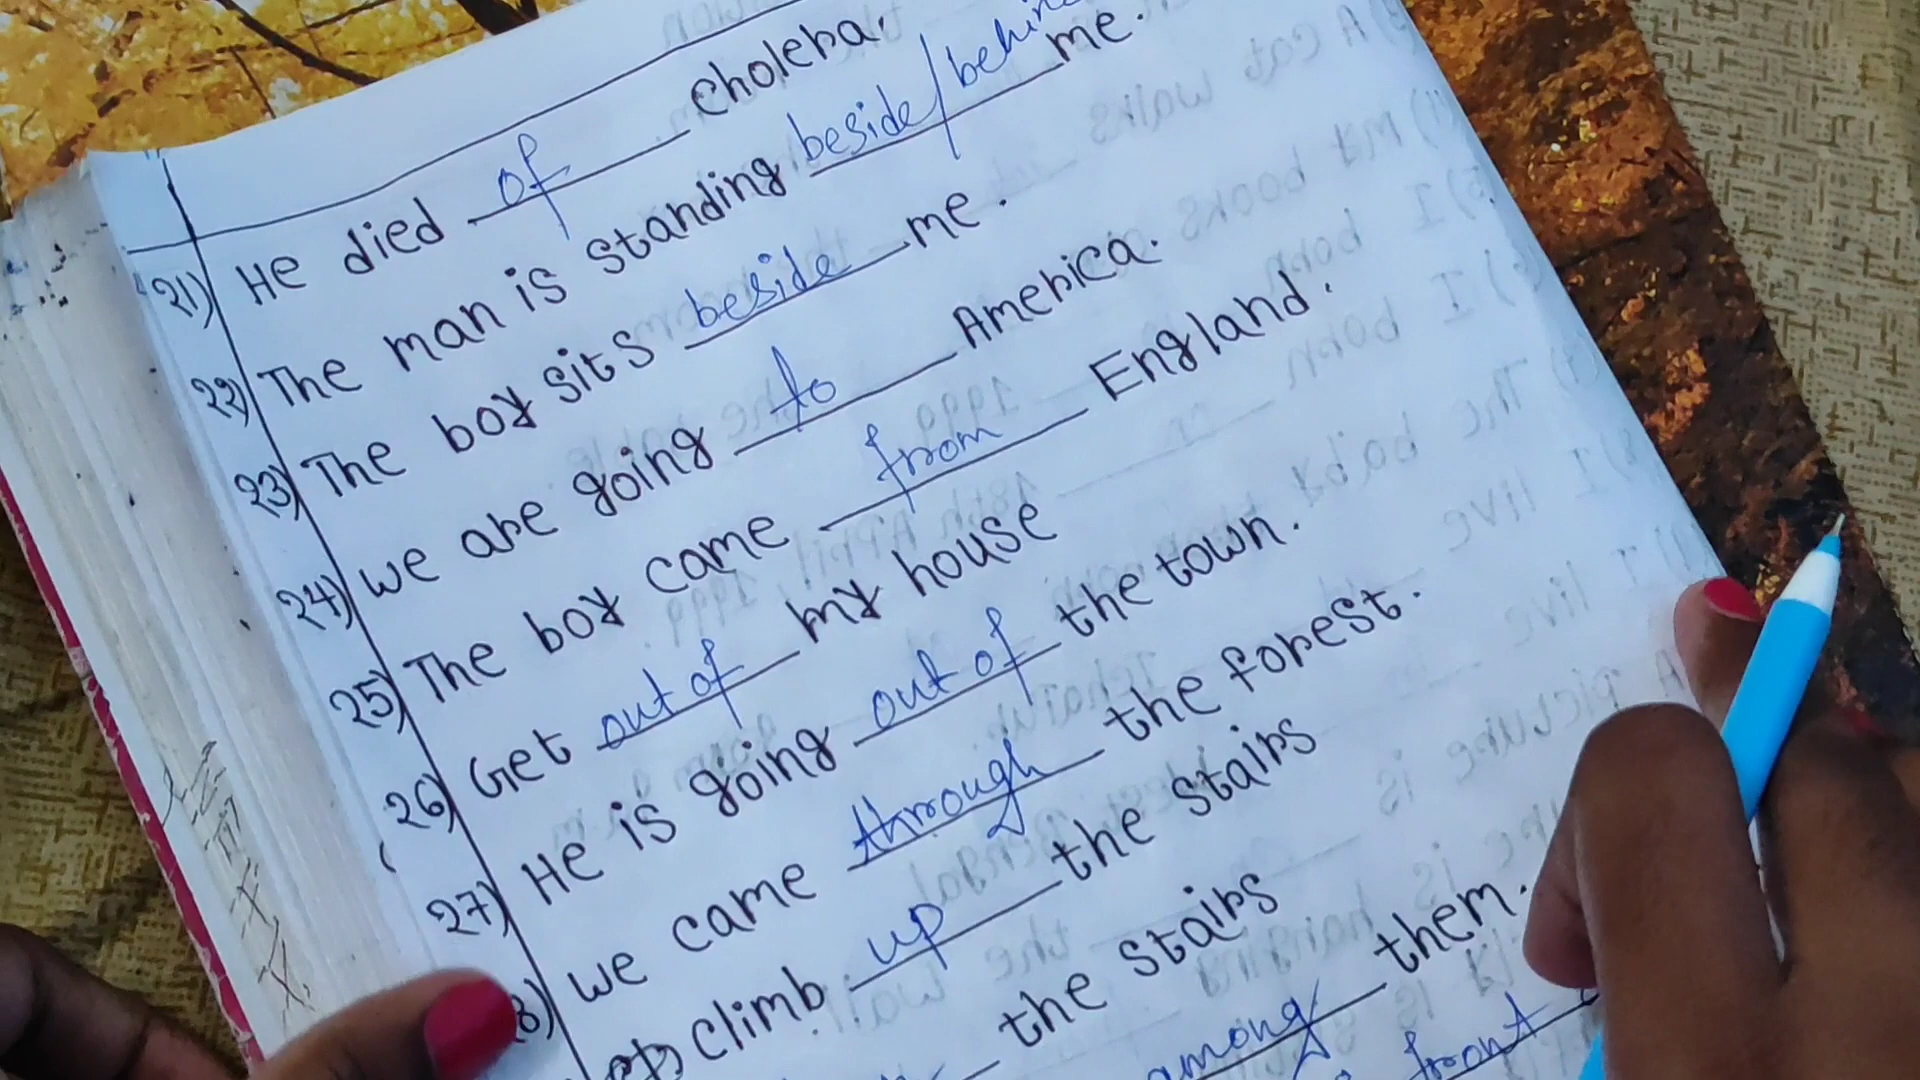 21) He died of cholera.
22) The man is standing beside/behind me.
23) The boy sits beside me.
24) We are going to America.
25) The boy came from England.
26) Get out of my house
27) He is going out of the town.
8) We came through the forest.
climb up the stairs
the stairs
among them.
front